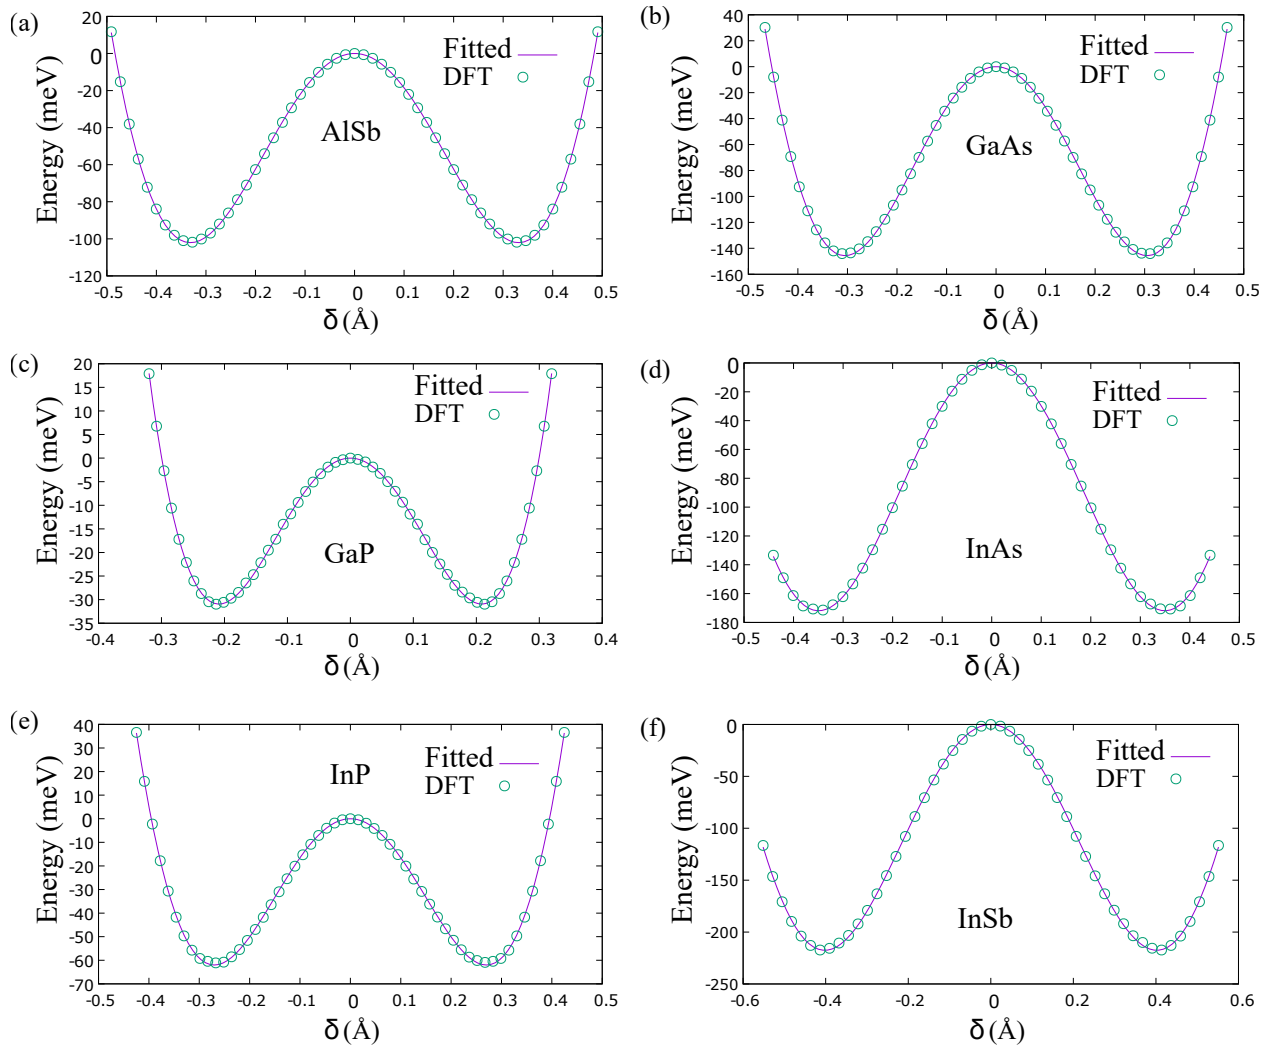 (a)
20
0
-20
-40
-60
-80
-100
-120
Energy (meV)
Fitted
DFT
AlSb
-0.5 -0.4 -0.3 -0.2 -0.1 0 0.1 0.2 0.3 0.4 0.5
δ (Å)
(b)
40
20
0
-20
-40
-60
-80
-100
-120
-140
-160
Energy (meV)
Fitted
DFT
GaAs
-0.5 -0.4 -0.3 -0.2 -0.1 0 0.1 0.2 0.3 0.4 0.5
δ (Å)
(c)
20
15
10
5
0
-5
-10
-15
-20
-25
-30
-35
Energy (meV)
Fitted
DFT
GaP
-0.4 -0.3 -0.2 -0.1 0 0.1 0.2 0.3 0.4
δ (Å)
(d)
0
-20
-40
-60
-80
-100
-120
-140
-160
-180
Energy (meV)
Fitted
DFT
InAs
-0.5 -0.4 -0.3 -0.2 -0.1 0 0.1 0.2 0.3 0.4 0.5
δ (Å)
(e)
40
30
20
10
0
-10
-20
-30
-40
-50
-60
-70
Energy (meV)
InP
Fitted
DFT
-0.5 -0.4 -0.3 -0.2 -0.1 0 0.1 0.2 0.3 0.4 0.5
δ (Å)
(f)
0
-50
-100
-150
-200
-250
Energy (meV)
Fitted
DFT
InSb
-0.6 -0.4 -0.2 0 0.2 0.4 0.6
δ (Å)